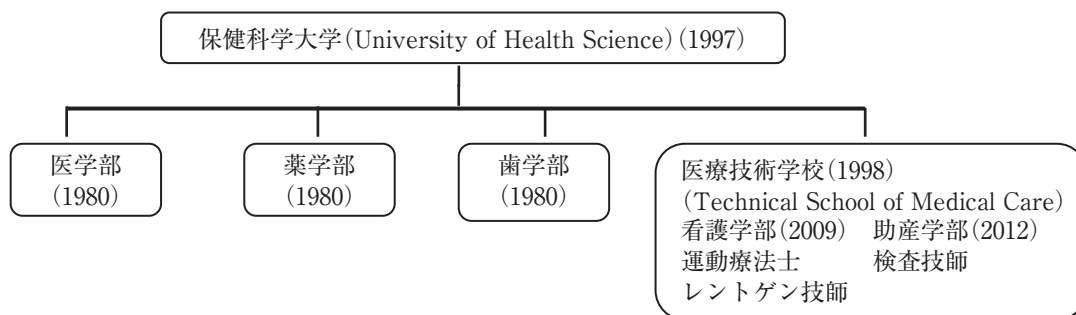 保健科学大学(University of Health Science)(1997)
医学部
(1980)
薬学部
(1980)
歯学部
(1980)
医療技術学校(1998)
(Technical School of Medical Care)
看護学部(2009) 助産学部(2012)
運動療法士 検査技師
レントゲン技師